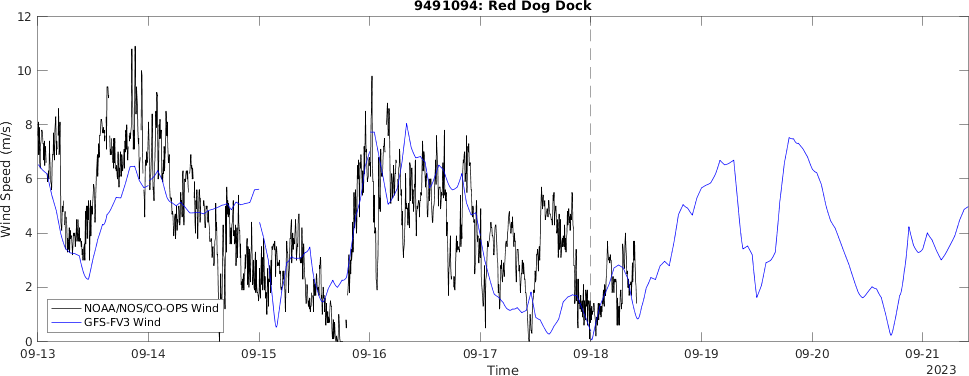 9491094: Red Dog Dock
12
10
8
6
4
2
0
Wind Speed (m/s)
NOAA/NOS/CO-OPS Wind
GFS-FV3 Wind
09-13 09-14 09-15 09-16 09-17 09-18 09-19 09-20 09-21
Time
2023